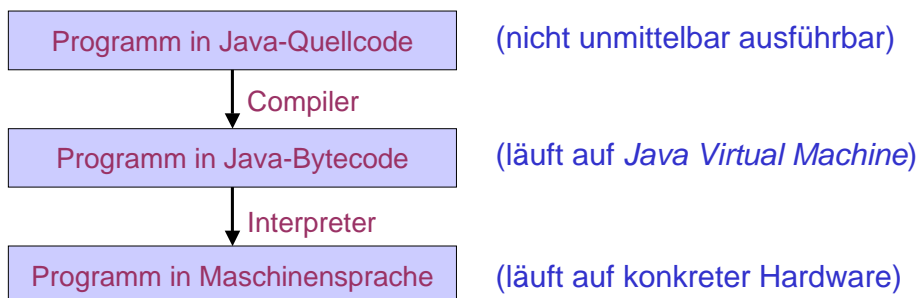 Programm in Java-Quellcode (nicht unmittelbar ausführbar)
Compiler
Programm in Java-Bytecode (läuft auf Java Virtual Machine)
Interpreter
Programm in Maschinensprache (läuft auf konkreter Hardware)